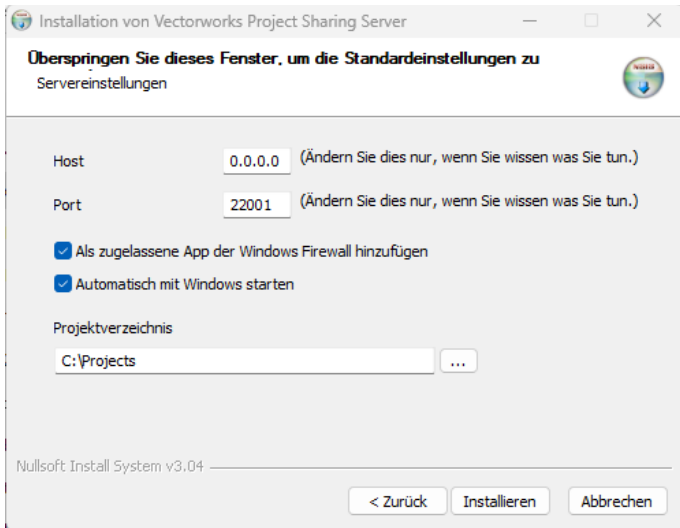 Installation von Vectorworks Project Sharing Server
Überspringen Sie dieses Fenster, um die Standardeinstellungen zu
Servereinstellungen
Host 0.0.0.0 (Ändern Sie dies nur, wenn Sie wissen was Sie tun.)
Port 22001 (Ändern Sie dies nur, wenn Sie wissen was Sie tun.)
Als zugelassene App der Windows Firewall hinzufügen
Automatisch mit Windows starten
Projektverzeichnis
C:\Projects ...
Nullsoft Install System v3.04
< Zurück Installieren Abbrechen